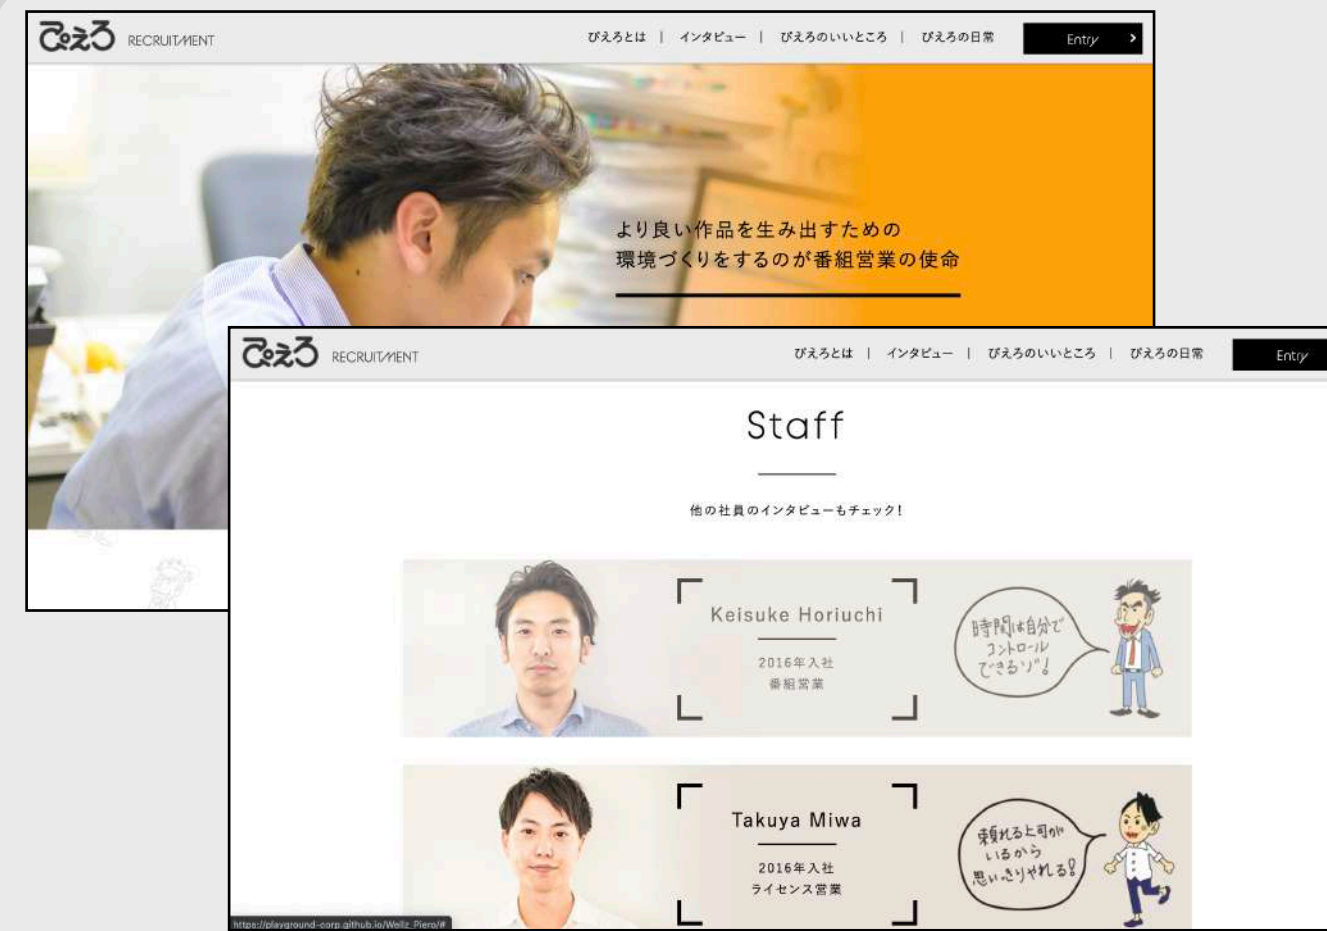 ぴえろ RECRUITMENT
ぴえろとは | インタビュー | ぴえろのいいところ | ぴえろの日常
Entry
より良い作品を生み出すための
環境づくりをするのが番組営業の使命
ぴえろ RECRUITMENT
ぴえろとは | インタビュー | ぴえろのいいところ | ぴえろの日常
Entry
Staff
他の社員のインタビューもチェック!
Keisuke Horiuchi
2016年入社
番組営業
時間は自分で
コントロール
できるゾ!
Takuya Miwa
2016年入社
ライセンス営業
頼れる上司が
いるから
思いきりやれる!
https://playground-corp.github.io/Wellz_Piero/#